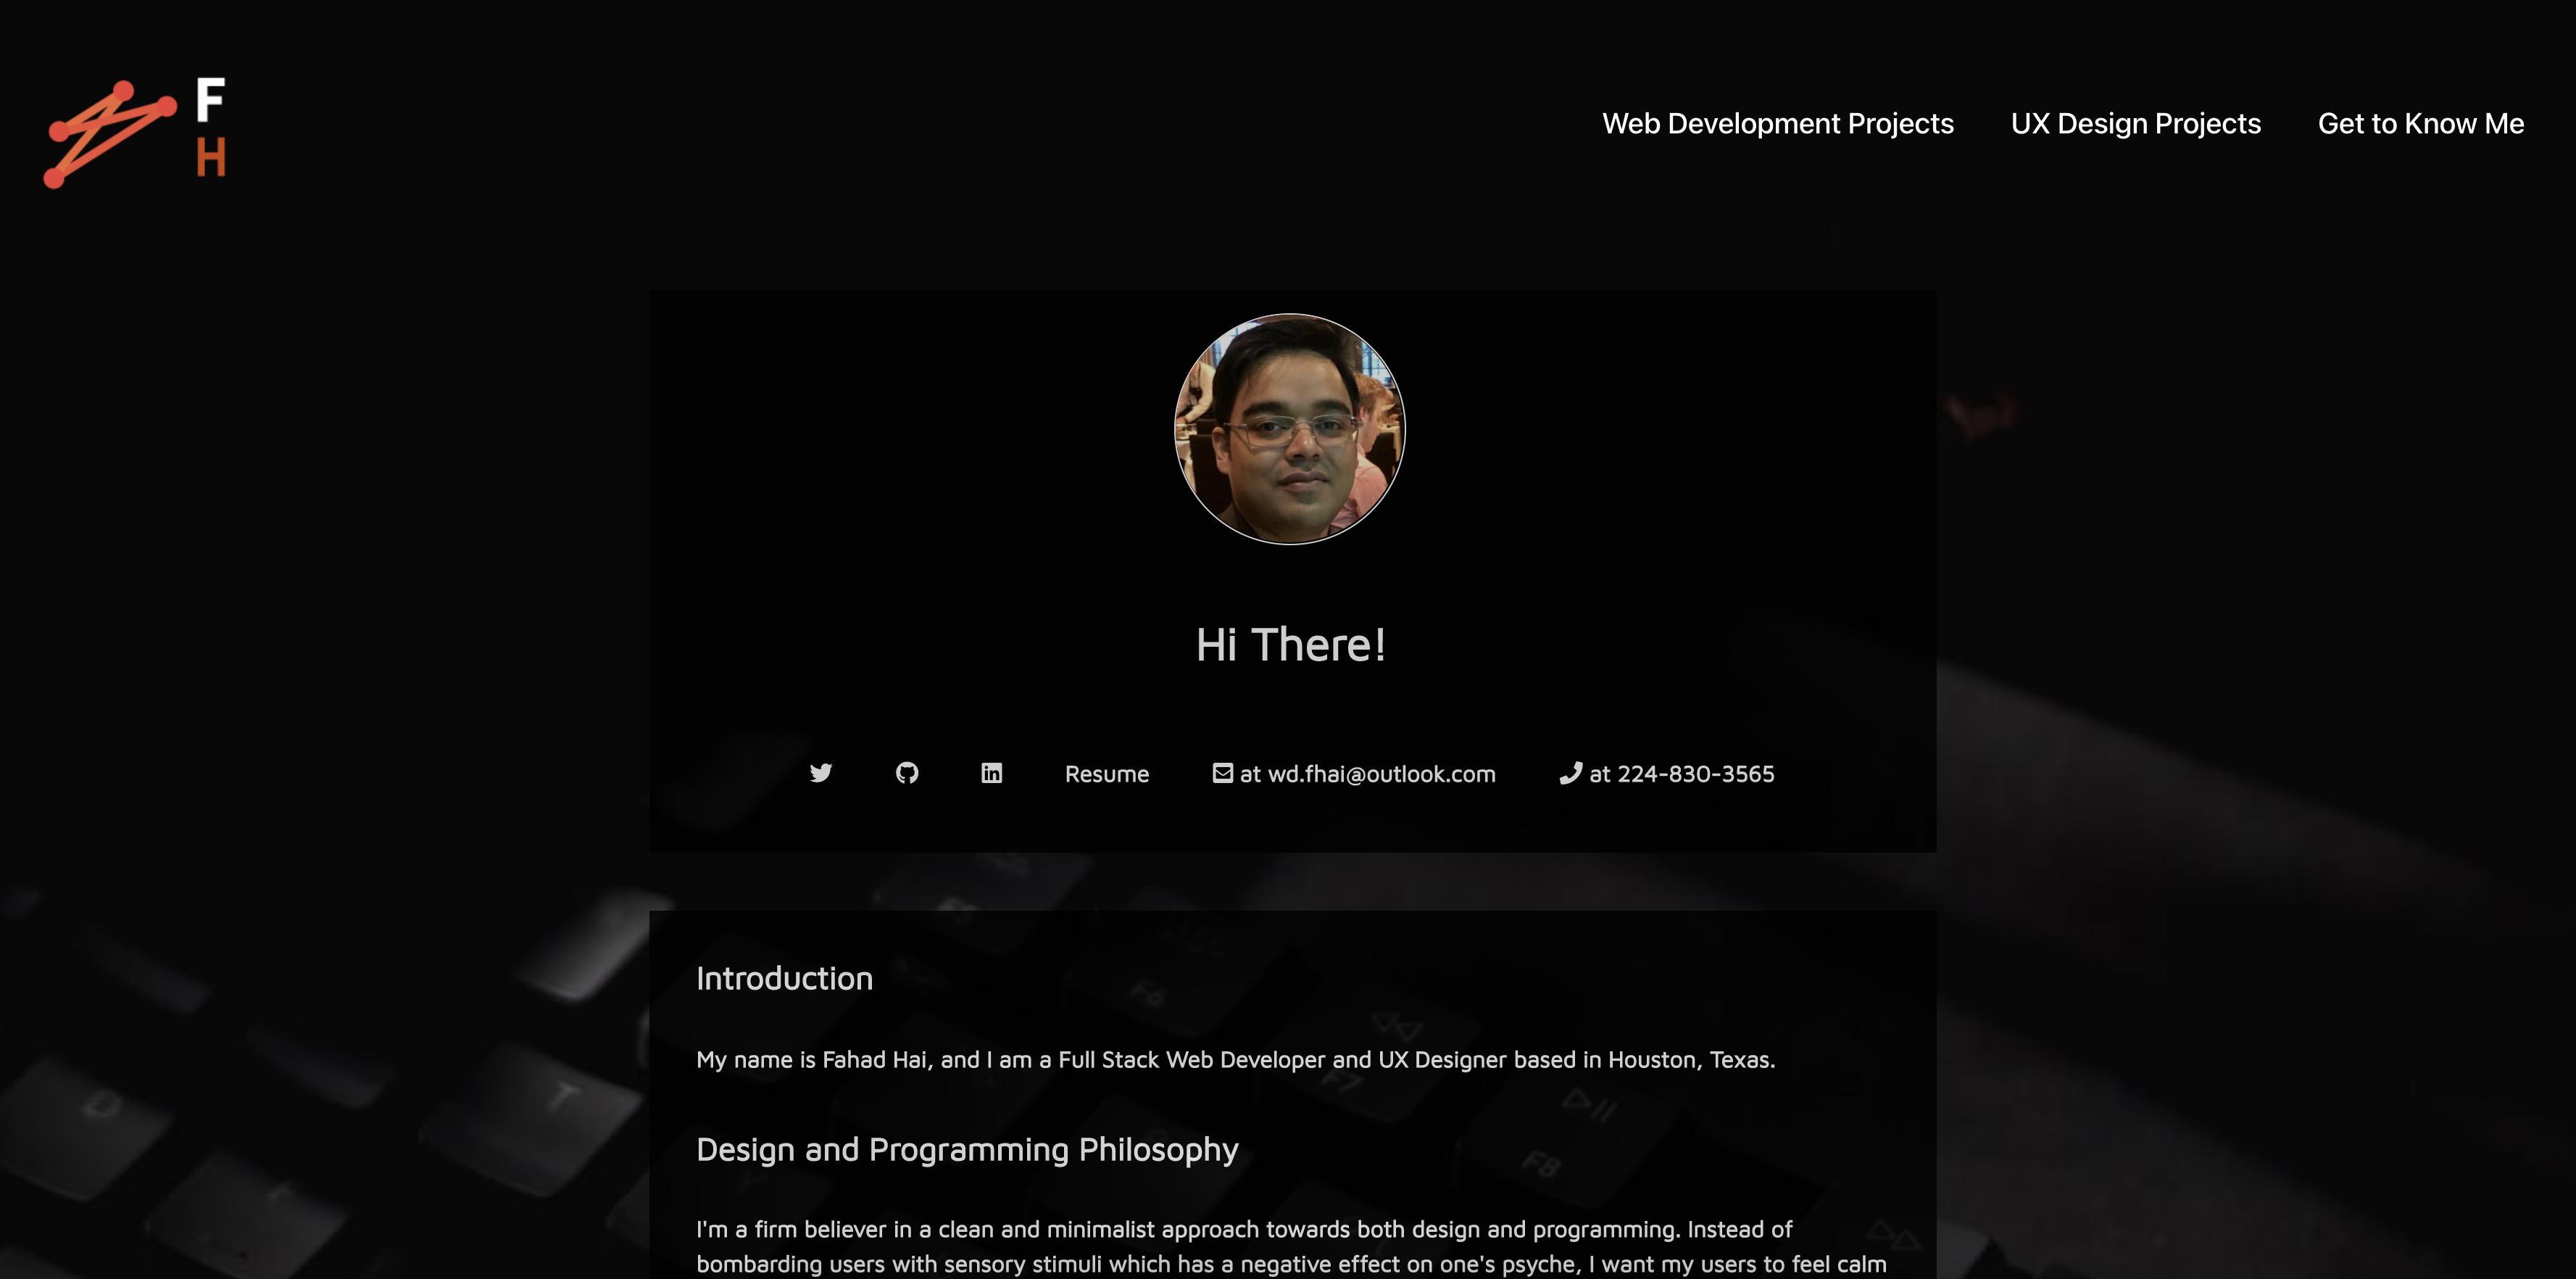 F
H
Web Development Projects
UX Design Projects
Get to Know Me
Hi There!
Resume
at wd.fhai@outlook.com
at 224-830-3565
Introduction
My name is Fahad Hai, and I am a Full Stack Web Developer and UX Designer based in Houston, Texas.
Design and Programming Philosophy
I'm a firm believer in a clean and minimalist approach towards both design and programming. Instead of
bombarding users with sensory stimuli which has a negative effect on one's psyche, I want my users to feel calm
F6
F7
F8
T